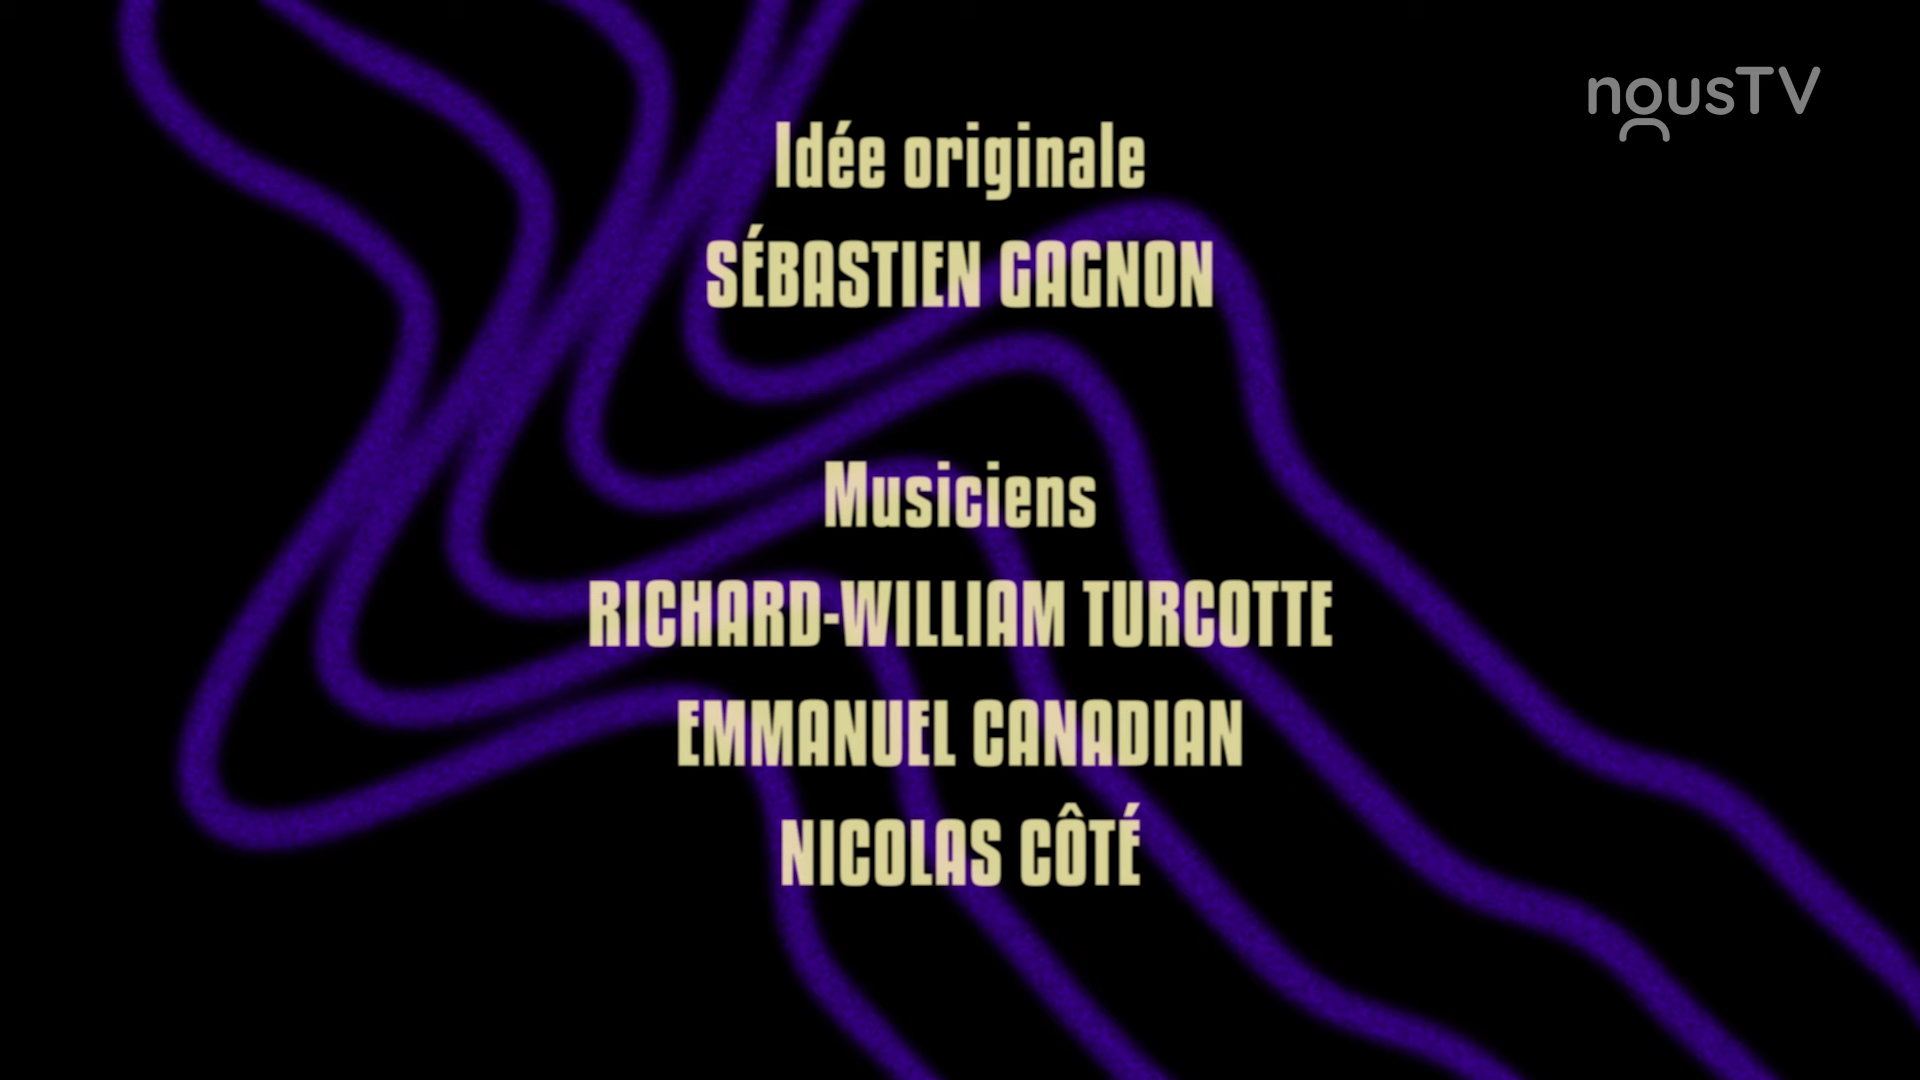 nousTV
Idée originale
SÉBASTIEN GAGNON
Musiciens
RICHARD-WILLIAM TURCOTTE
EMMANUEL CANADIAN
NICOLAS CÔTÉ